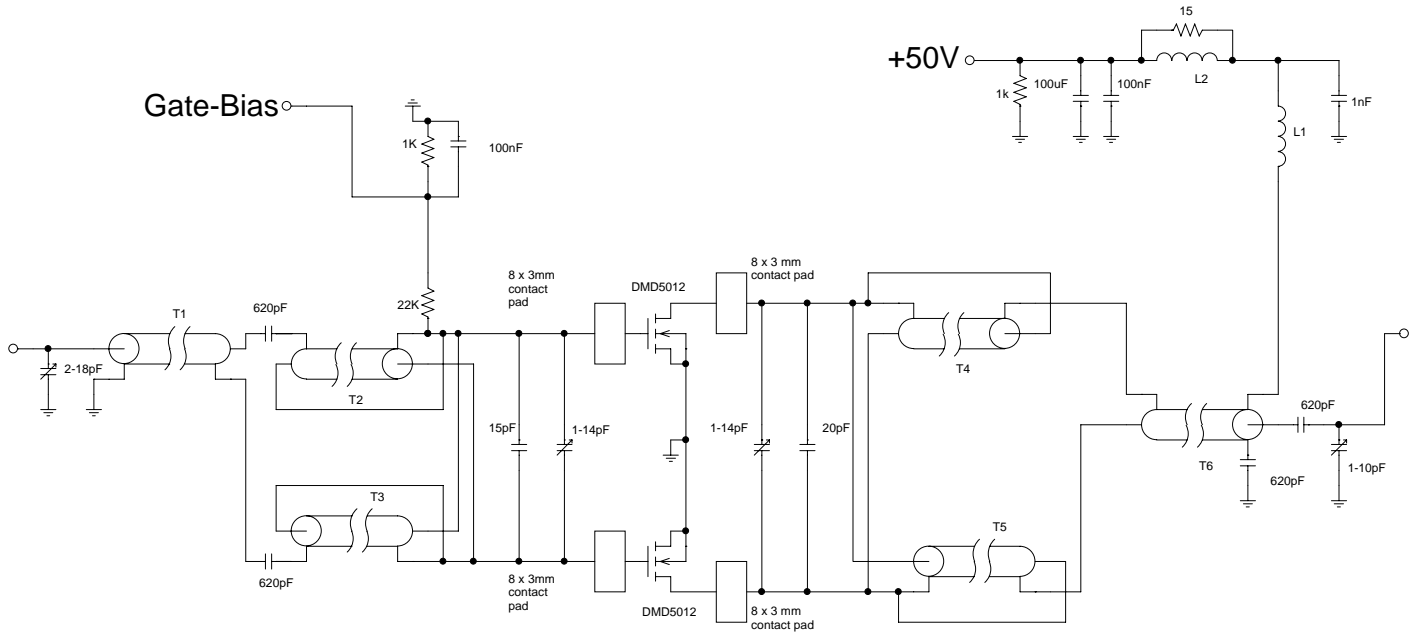 15
+50V
L2
100uF
100nF
1k
1nF
L1
Gate-Bias
1K
100nF
8 x 3mm
contact
pad
DMD5012
8 x 3 mm
contact pad
22K
620pF
T1
2-18pF
T2
T4
15pF
1-14pF
1-14pF
20pF
620pF
T6
1-10pF
620pF
T3
T5
620pF
8 x 3mm
contact
pad
DMD5012
8 x 3 mm
contact pad